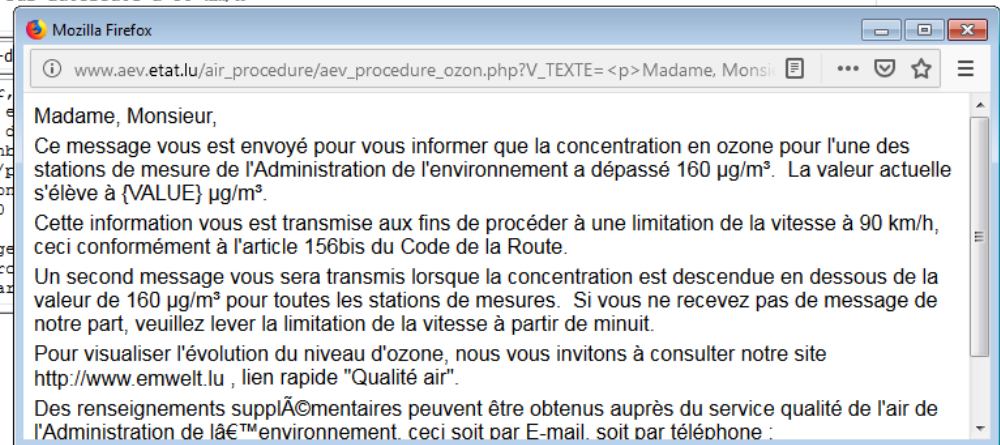 Mozilla Firefox
www.aev.etat.lu/air_procedure/aev_procedure_ozon.php?V_TEXTE=<p>Madame, Monsi
Madame, Monsieur,
Ce message vous est envoyé pour vous informer que la concentration en ozone pour l'une des
stations de mesure de l'Administration de l'environnement a dépassé 160 µg/m³.  La valeur actuelle
s'élève à {VALUE} µg/m³.
Cette information vous est transmise aux fins de procéder à une limitation de la vitesse à 90 km/h,
ceci conformément à l'article 156bis du Code de la Route.
Un second message vous sera transmis lorsque la concentration est descendue en dessous de la
valeur de 160 µg/m³ pour toutes les stations de mesures.  Si vous ne recevez pas de message de
notre part, veuillez lever la limitation de la vitesse à partir de minuit.
Pour visualiser l'évolution du niveau d'ozone, nous vous invitons à consulter notre site
http://www.emwelt.lu , lien rapide "Qualité air".
Des renseignements supplÃ©mentaires peuvent être obtenus auprès du service qualité de l'air de
l'Administration de lâ€™environnement, ceci soit par E-mail, soit par téléphone :